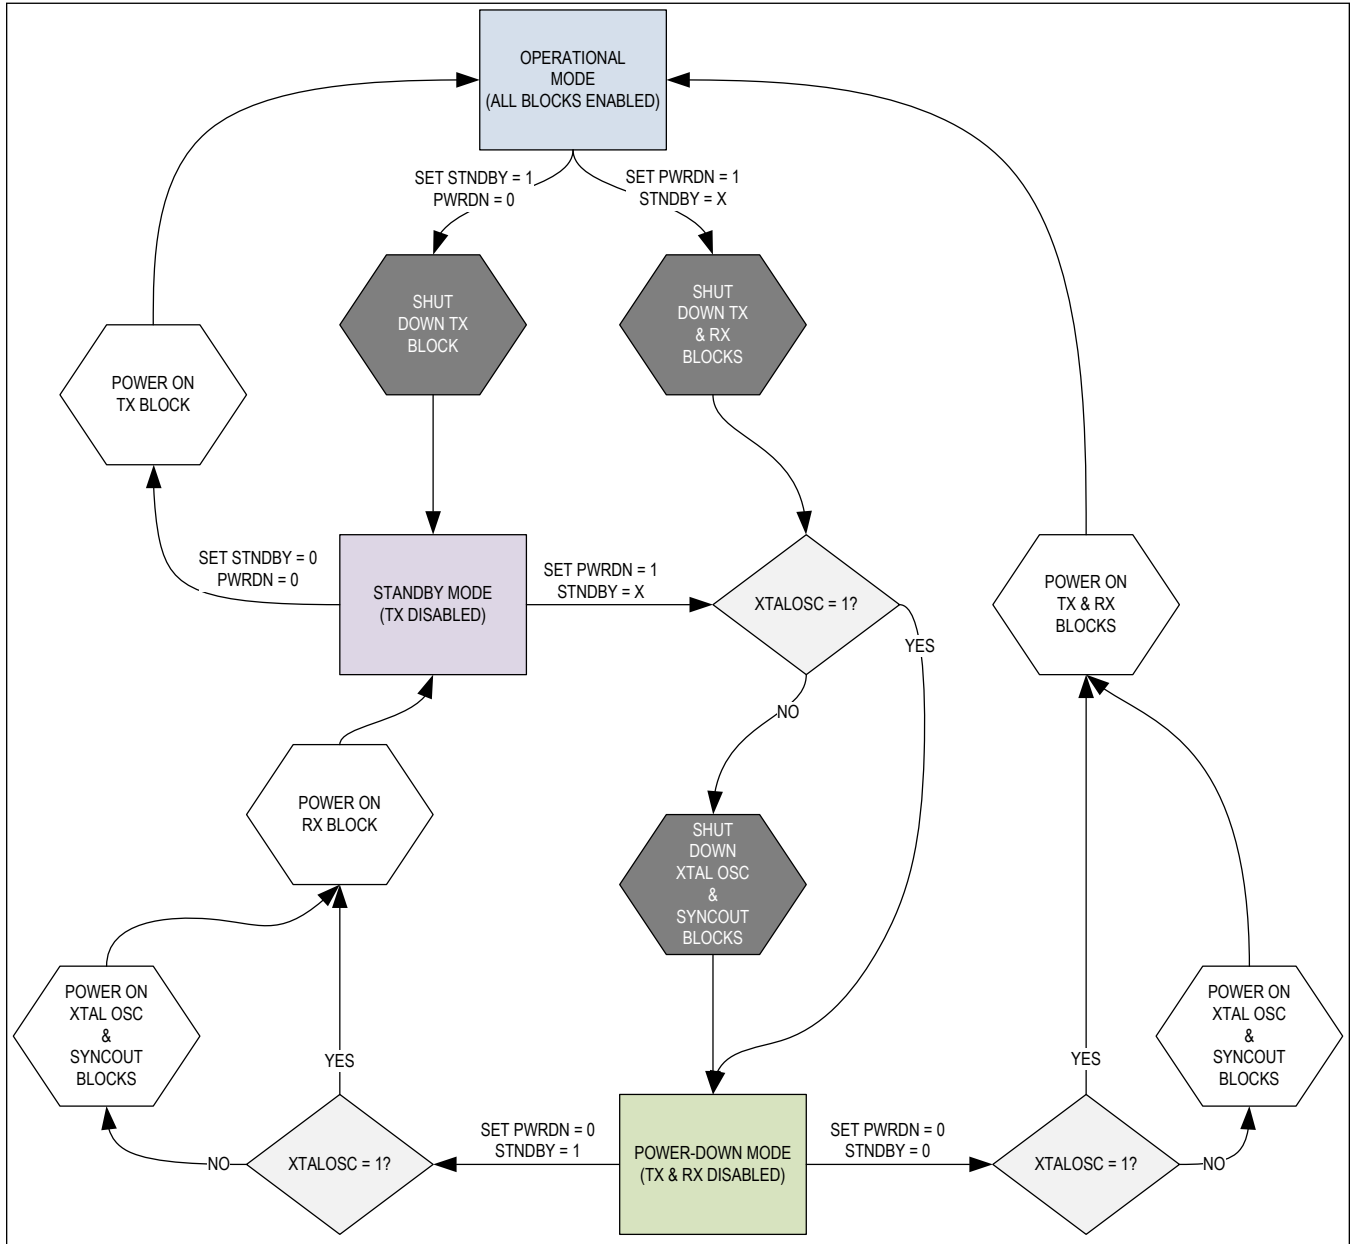 OPERATIONAL
MODE
(ALL BLOCKS ENABLED)
SET STNDBY = 1
PWRDN = 0
SET PWRDN = 1
STNDBY = X
SHUT
DOWN TX
BLOCK
SHUT
DOWN TX
& RX
BLOCKS
POWER ON
TX BLOCK
SET STNDBY = 0
PWRDN = 0
STANDBY MODE
(TX DISABLED)
SET PWRDN = 1
STNDBY = X
XTALOSC = 1?
YES
NO
POWER ON
TX & RX
BLOCKS
POWER ON
RX BLOCK
SHUT
DOWN
XTAL OSC
&
SYNCOUT
BLOCKS
POWER ON
XTAL OSC
&
SYNCOUT
BLOCKS
YES
NO
XTALOSC = 1?
SET PWRDN = 0
STNDBY = 1
POWER-DOWN MODE
(TX & RX DISABLED)
SET PWRDN = 0
STNDBY = 0
XTALOSC = 1?
YES
NO
POWER ON
XTAL OSC
&
SYNCOUT
BLOCKS